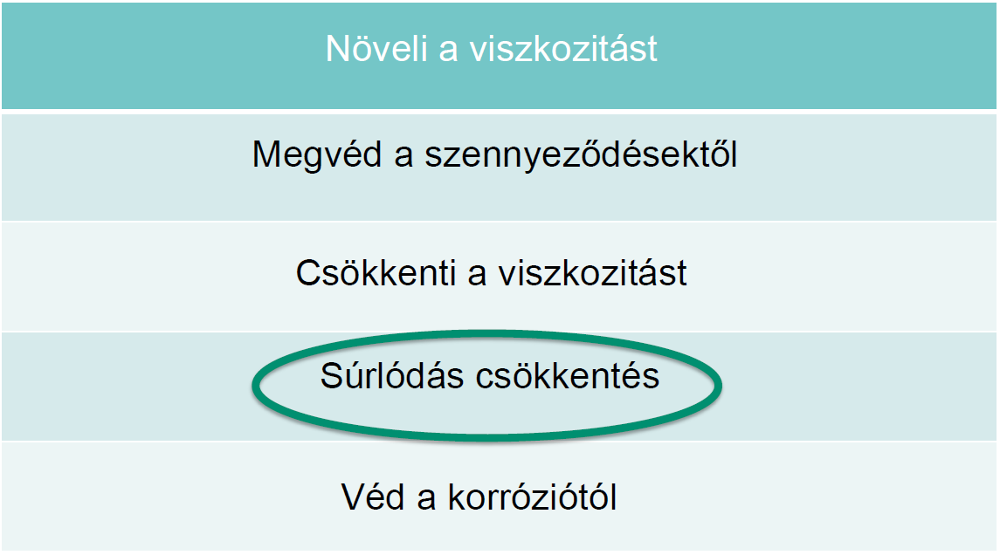 Növeli a viszkozitást
Megvéd a szennyeződésektől
Csökkenti a viszkozitást
Súrlódás csökkentés
Véd a korróziótól